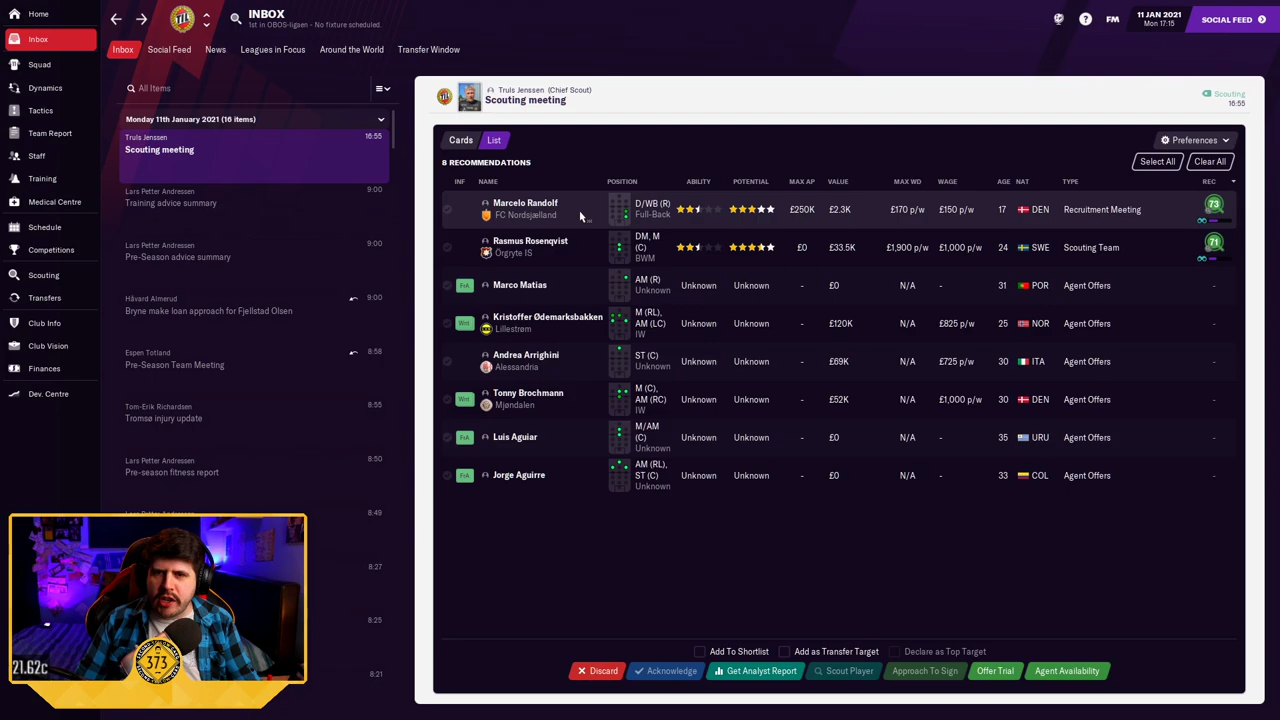 Home
Inbox
Squad
Dynamics
Tactics
Team Report
Staff
Training
Medical Centre
Schedule
Competitions
Scouting
Transfers
Club Info
Club Vision
Finances
Dev. Centre
TIL
INBOX
1st in OBOS-ligaen - No fixture scheduled.
FM
11 JAN 2021
Mon 17:15
SOCIAL FEED
Inbox Social Feed News Leagues in Focus Around the World Transfer Window
All Items
Monday 11th January 2021 (16 items)
Truls Jenssen 16:55
Scouting meeting
Lars Petter Andressen 9:00
Training advice summary
Lars Petter Andressen 9:00
Pre-Season advice summary
Håvard Almerud 9:00
Bryne make loan approach for Fjellstad Olsen
Espen Totland 8:58
Pre-Season Team Meeting
Tom-Erik Richardsen 8:55
Tromsø injury update
Lars Petter Andressen 8:50
Pre-season fitness report
8:49
8:27
8:25
8:21
21.62c
373
Truls Jenssen (Chief Scout)
Scouting meeting
Scouting
16:55
Cards List
Preferences
8 RECOMMENDATIONS
Select All Clear All
INF NAME POSITION ABILITY POTENTIAL MAX AP VALUE MAX WD WAGE AGE NAT TYPE REC
Marcelo Randolf FC Nordsjælland D/WB (R) Full-Back £250K £2.3K £170 p/w £150 p/w 17 DEN Recruitment Meeting 73
Rasmus Rosenqvist Örgryte IS DM, M (C) BWM £0 £33.5K £1,900 p/w £1,000 p/w 24 SWE Scouting Team 71
FrA Marco Matias AM (R) Unknown Unknown Unknown - £0 N/A - 31 POR Agent Offers -
Wnt Kristoffer Ødemarksbakken Lillestrøm M (RL), AM (LC) IW Unknown Unknown - £120K N/A £825 p/w 25 NOR Agent Offers -
Andrea Arrighini Alessandria ST (C) Unknown Unknown Unknown - £69K N/A £725 p/w 30 ITA Agent Offers -
Wnt Tonny Brochmann Mjøndalen M (C), AM (RC) IW Unknown Unknown - £52K N/A £1,000 p/w 30 DEN Agent Offers -
FrA Luis Aguiar M/AM (C) Unknown Unknown Unknown - £0 N/A - 35 URU Agent Offers -
FrA Jorge Aguirre AM (RL), ST (C) Unknown Unknown Unknown - £0 N/A - 33 COL Agent Offers -
Add To Shortlist Add as Transfer Target Declare as Top Target
Discard Acknowledge Get Analyst Report Scout Player Approach To Sign Offer Trial Agent Availability